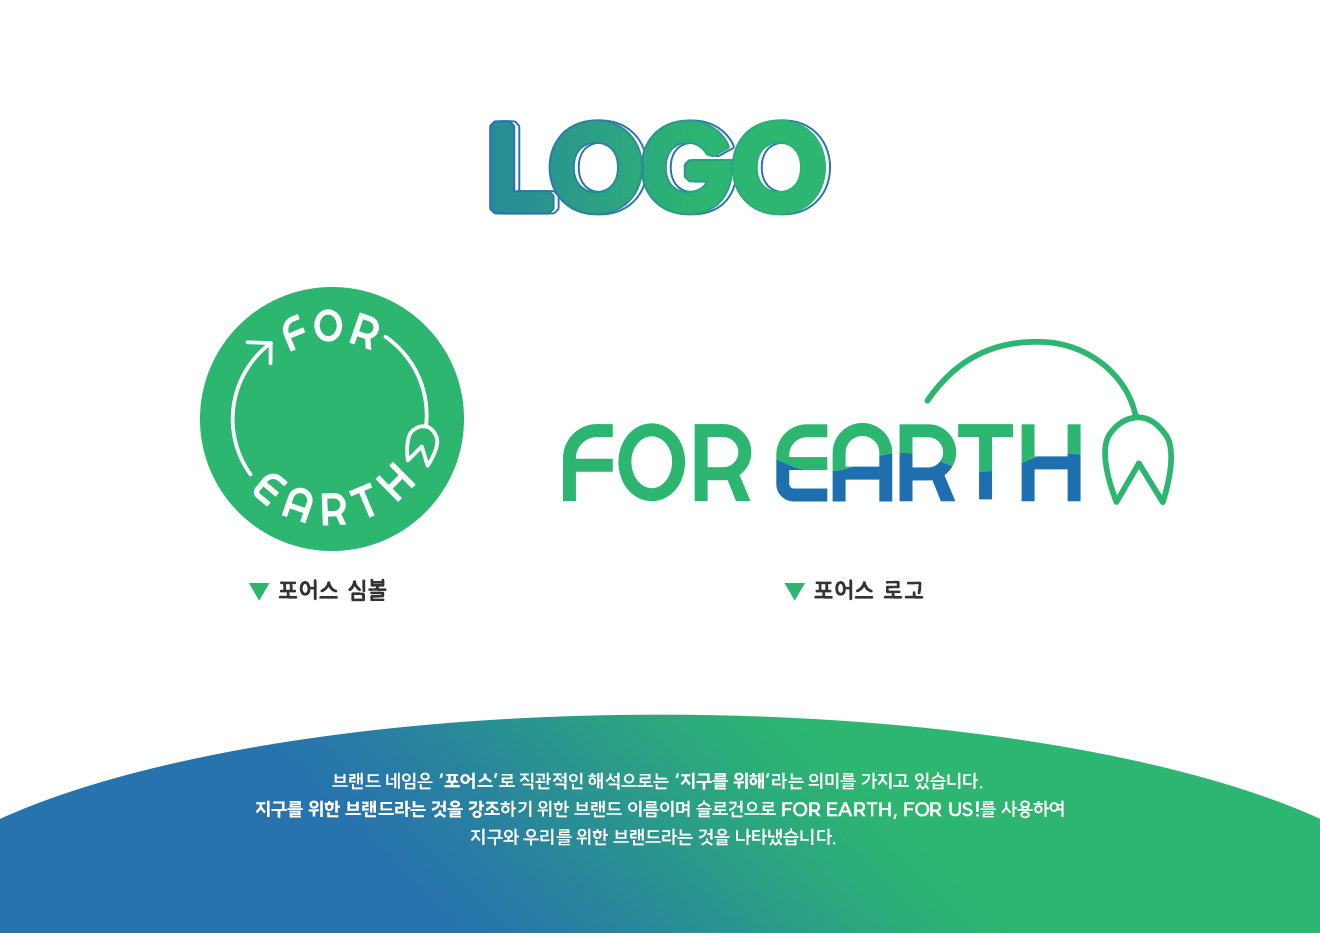 LOGO
FOR
EARTH
FOR EARTH
▼ 포어스 심볼
▼ 포어스 로고
브랜드 네임은 ‘포어스’로 직관적인 해석으로는 ‘지구를 위해’라는 의미를 가지고 있습니다.
지구를 위한 브랜드라는 것을 강조하기 위한 브랜드 이름이며 슬로건으로 FOR EARTH, FOR US!를 사용하여
지구와 우리를 위한 브랜드라는 것을 나타냈습니다.